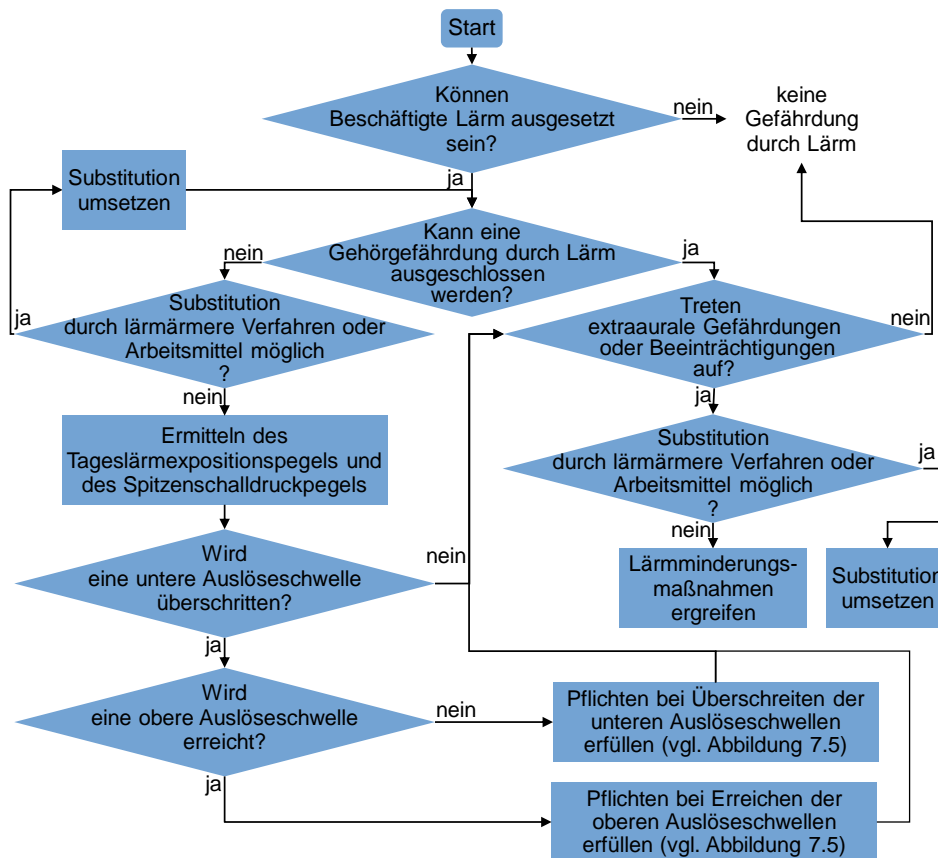 Start
Können
Beschäftigte Lärm ausgesetzt
sein?
nein
keine
Gefährdung
durch Lärm
ja
Substitution
umsetzen
Kann eine
Gehörgefährdung durch Lärm
ausgeschlossen
werden?
nein
ja
Substitution
durch lärmärmere Verfahren oder
Arbeitsmittel möglich
?
ja
nein
Treten
extraaurale Gefährdungen
oder Beeinträchtigungen
auf?
nein
ja
Ermitteln des
Tageslärmexpositionspegels und
des Spitzenschalldruckpegels
Substitution
durch lärmärmere Verfahren oder
Arbeitsmittel möglich
?
ja
nein
Wird
eine untere Auslöseschwelle
überschritten?
nein
ja
Lärmminderungs-
maßnahmen
ergreifen
Substitution
umsetzen
Wird
eine obere Auslöseschwelle
erreicht?
nein
ja
Pflichten bei Überschreiten der
unteren Auslöseschwellen
erfüllen (vgl. Abbildung 7.5)
Pflichten bei Erreichen der
oberen Auslöseschwellen
erfüllen (vgl. Abbildung 7.5)